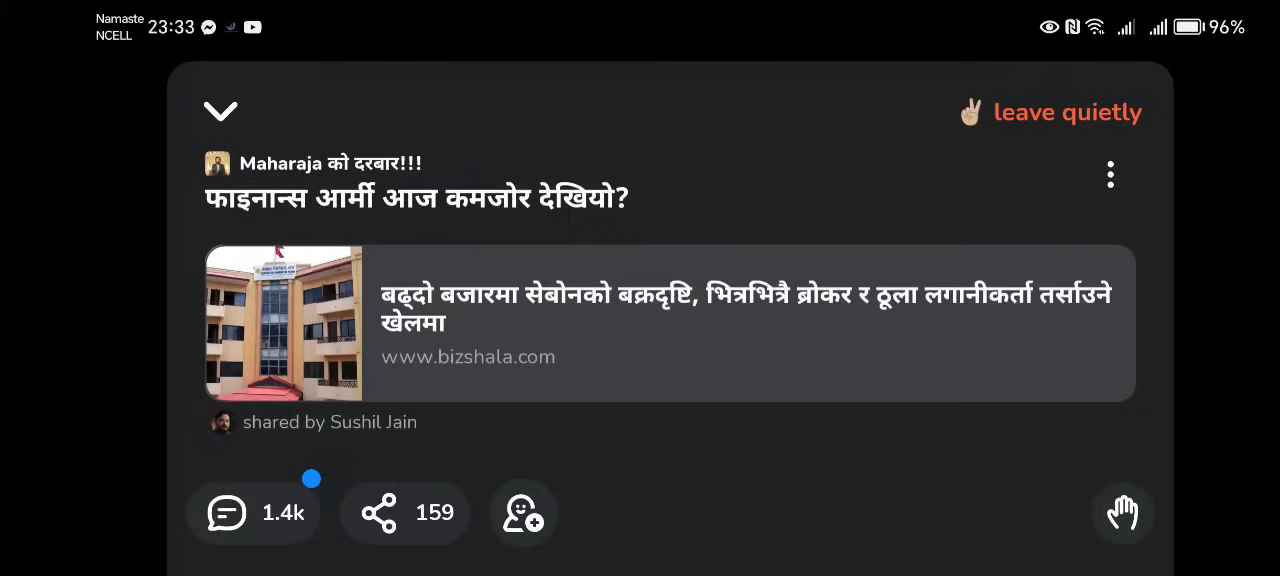 Namaste
NCELL
23:33
96%
✌🏼 leave quietly
Maharaja को दरबार!!!
फाइनान्स आर्मी आज कमजोर देखियो?
बढ्दो बजारमा सेबोनको बक्रदृष्टि, भित्रभित्रै ब्रोकर र ठूला लगानीकर्ता तर्साउने
खेलमा
www.bizshala.com
shared by Sushil Jain
1.4k
159